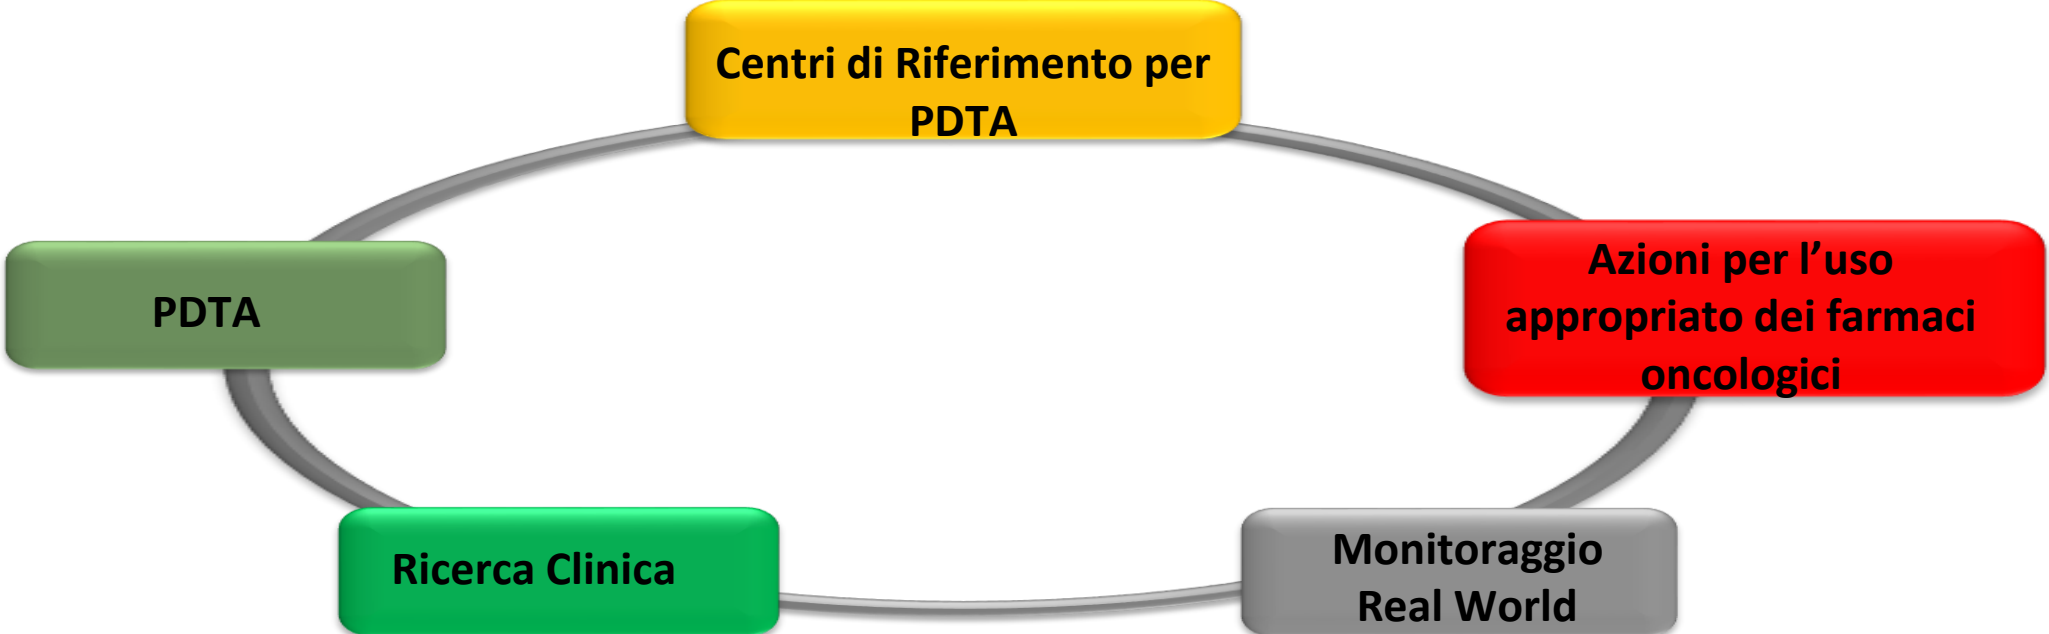 Centri di Riferimento per
PDTA
Azioni per l’uso
appropriato dei farmaci
oncologici
PDTA
Ricerca Clinica
Monitoraggio
Real World